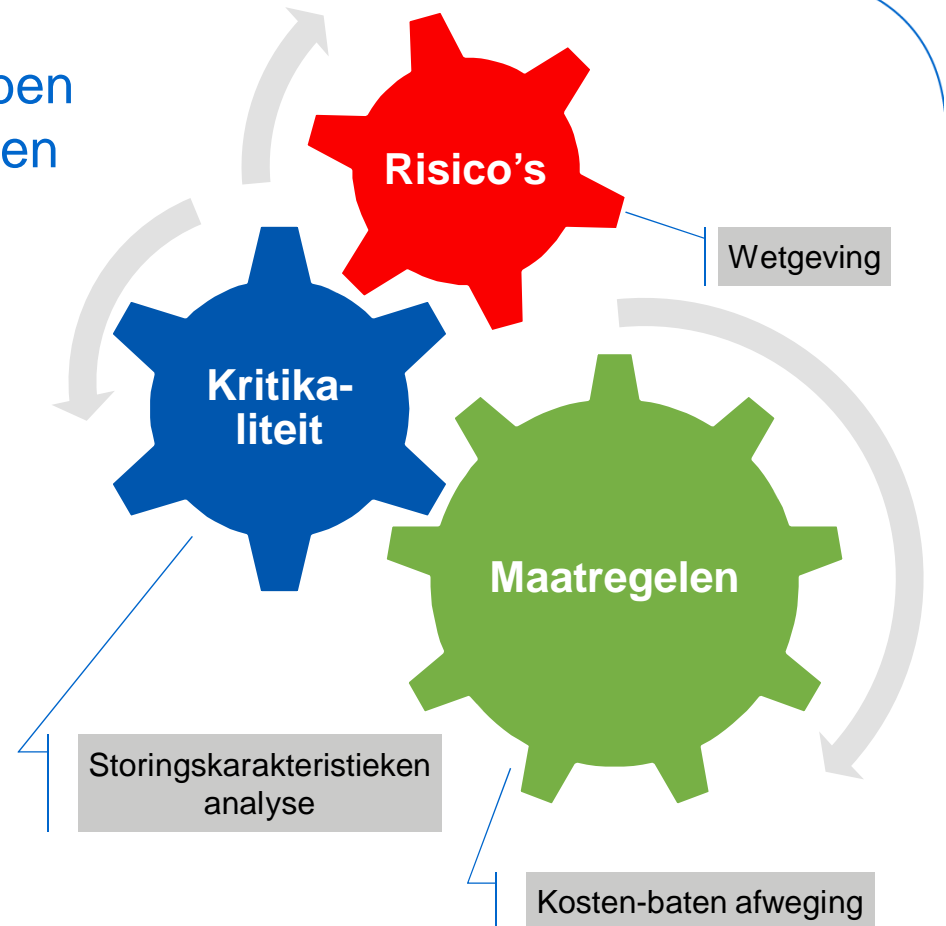 Risico's
Wetgeving
Kritika-
liteit
Maatregelen
Storingskarakteristieken
analyse
Kosten-baten afweging